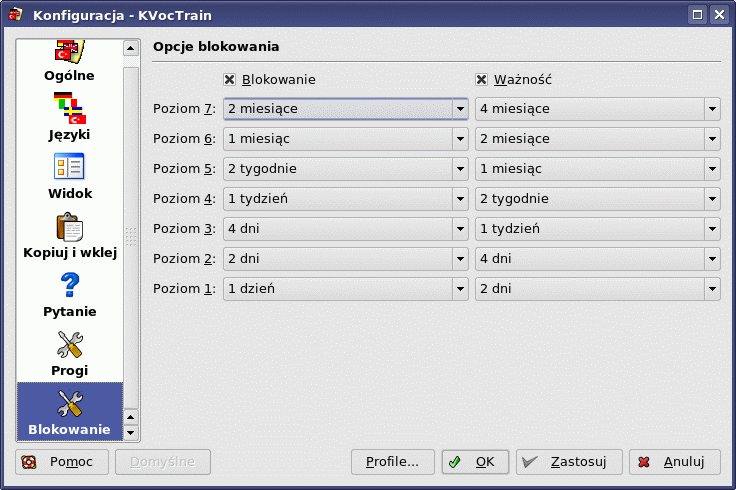 Konfiguracja - KVocTrain
Ogólne
Języki
Widok
Kopiuj i wklej
Pytanie
Progi
Blokowanie
Opcje blokowania
Blokowanie Ważność
Poziom 7: 2 miesiące 4 miesiące
Poziom 6: 1 miesiąc 2 miesiące
Poziom 5: 2 tygodnie 1 miesiąc
Poziom 4: 1 tydzień 2 tygodnie
Poziom 3: 4 dni 1 tydzień
Poziom 2: 2 dni 4 dni
Poziom 1: 1 dzień 2 dni
Pomoc Domyślne Profile... OK Zastosuj Anuluj